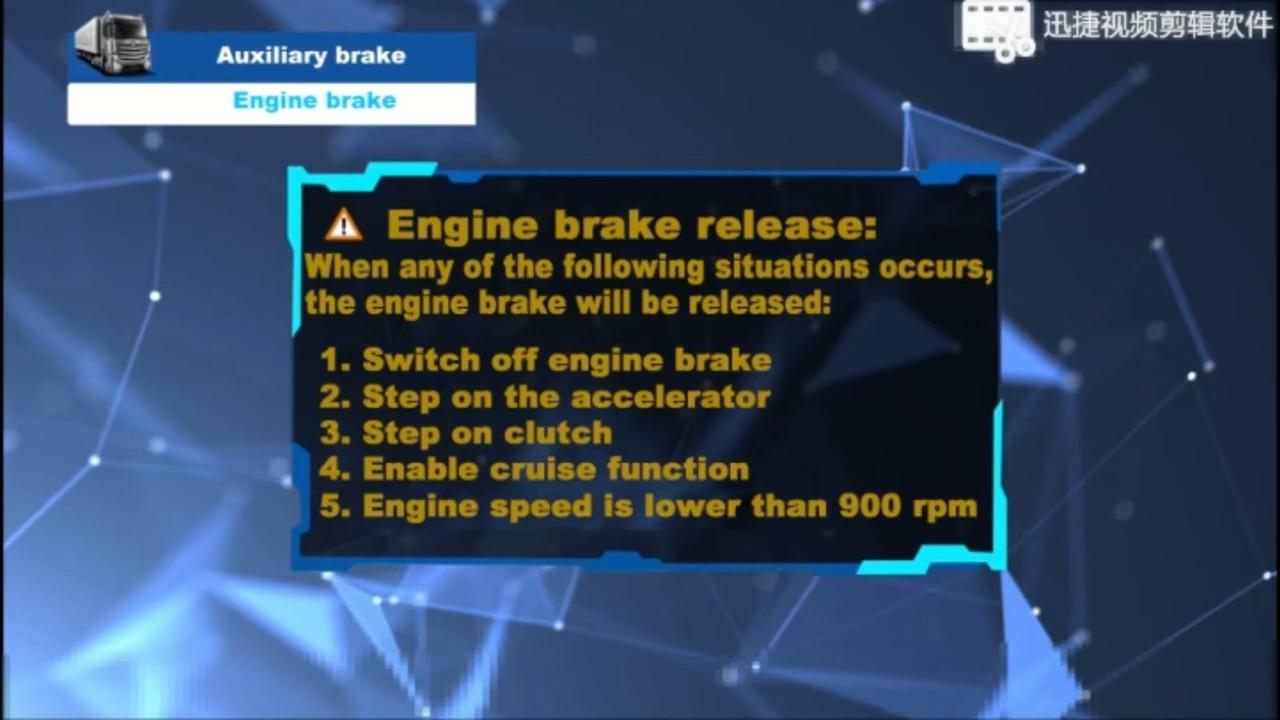 迅捷视频剪辑软件
Auxiliary brake
Engine brake
Engine brake release:
When any of the following situations occurs,
the engine brake will be released:
1. Switch off engine brake
2. Step on the accelerator
3. Step on clutch
4. Enable cruise function
5. Engine speed is lower than 900 rpm